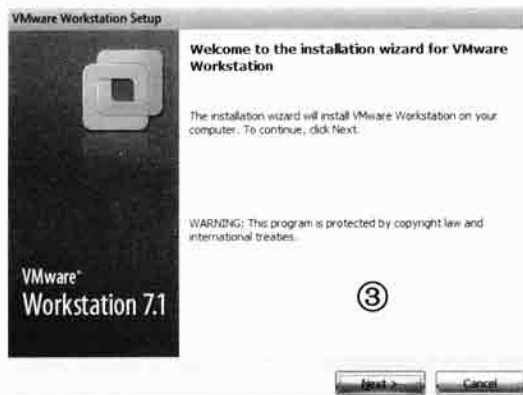 VMware Workstation Setup
Welcome to the installation wizard for VMware
Workstation
The installation wizard will install VMware Workstation on your
computer. To continue, click Next.
WARNING: This program is protected by copyright law and
international treaties.
VMware"
Workstation 7.1
③
Next >
Cancel